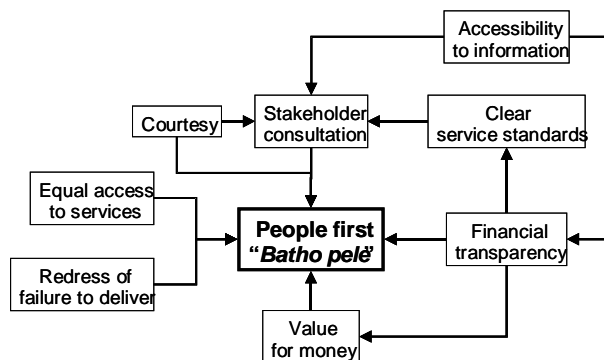 Accessibility
to information
Courtesy
Stakeholder
consultation
Clear
service standards
Equal access
to services
People first
"Batho pele"
Financial
transparency
Redress of
failure to deliver
Value
for money